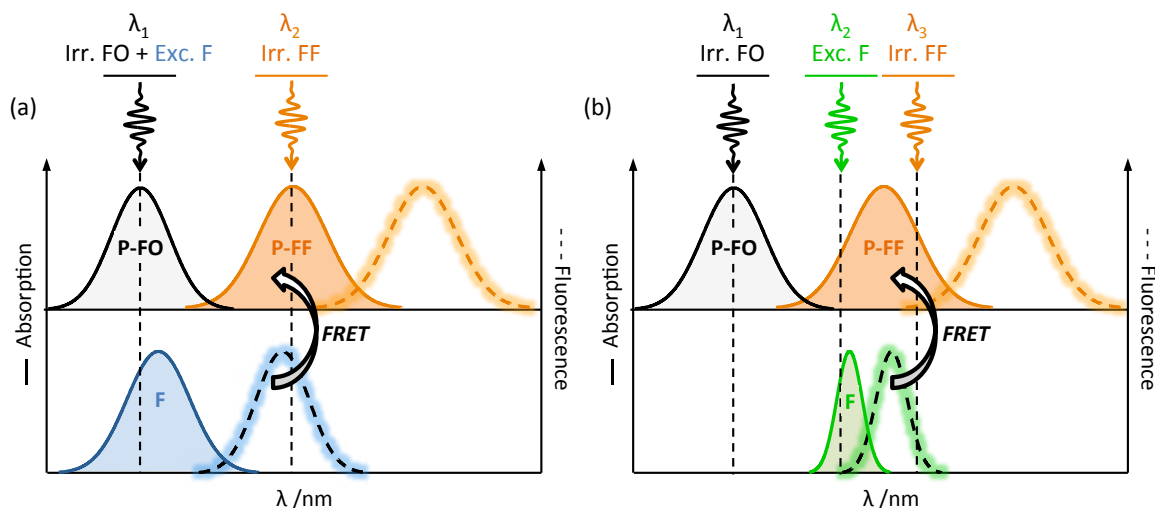 λ1
Irr. FO + Exc. F
λ2
Irr. FF
(a)
P-FO
P-FF
— Absorption
--- Fluorescence
FRET
F
λ /nm
λ1
Irr. FO
λ2
Exc. F
λ3
Irr. FF
(b)
P-FO
P-FF
— Absorption
--- Fluorescence
FRET
F
λ /nm